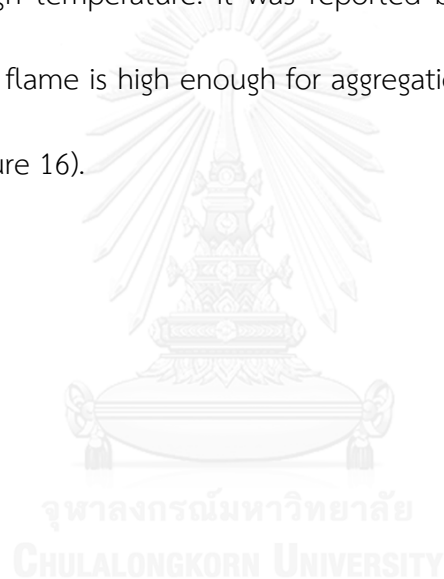 gh temperature. It was reported b
flame is high enough for aggregatio
ure 16).
จุฬาลงกรณ์มหาวิทยาลัย
CHULALONGKORN UNIVERSITY